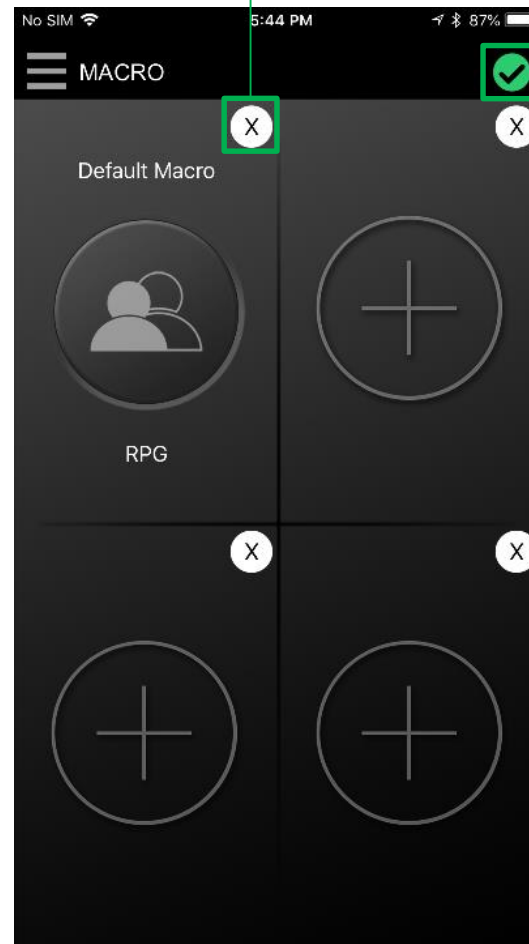 No SIM 5:44 PM 87%
MACRO
X X
Default Macro
RPG
X X